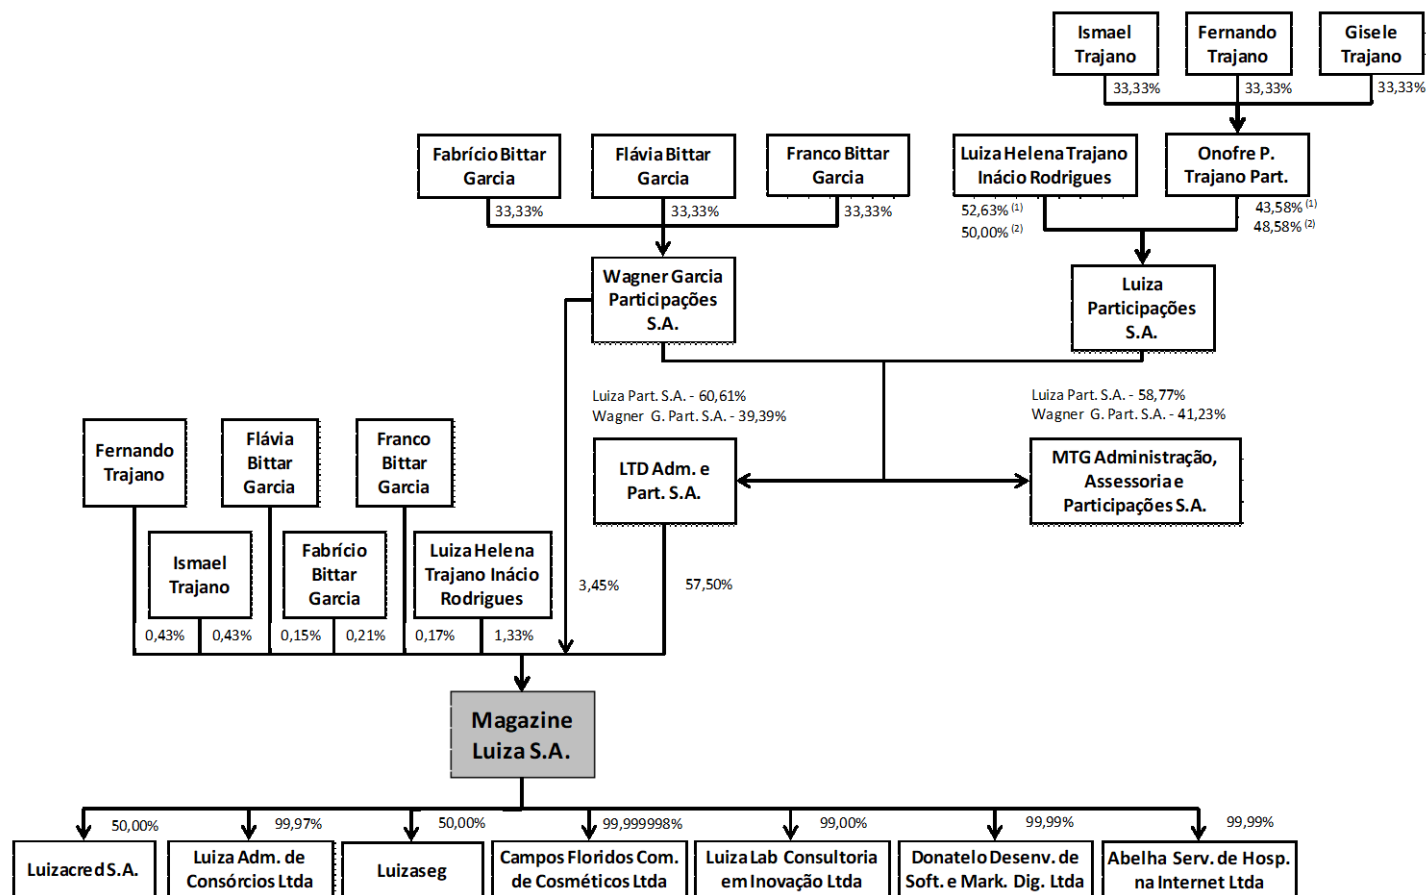 Ismael
Trajano
Fernando
Trajano
Gisele
Trajano
33,33%
33,33%
33,33%
Fabrício Bittar
Garcia
Flávia Bittar
Garcia
Franco Bittar
Garcia
Luiza Helena Trajano
Inácio Rodrigues
Onofre P.
Trajano Part.
33,33%
33,33%
33,33%
52,63% (1)
50,00% (2)
43,58% (1)
48,58% (2)
Wagner Garcia
Participações
S.A.
Luiza
Participações
S.A.
Luiza Part. S.A. - 60,61%
Wagner G. Part. S.A. - 39,39%
Luiza Part. S.A. - 58,77%
Wagner G. Part. S.A. - 41,23%
Fernando
Trajano
Flávia
Bittar
Garcia
Franco
Bittar
Garcia
LTD Adm. e
Part. S.A.
MTG Administração,
Assessoria e
Participações S.A.
Ismael
Trajano
Fabrício
Bittar
Garcia
Luiza Helena
Trajano Inácio
Rodrigues
3,45%
57,50%
0,43%
0,43%
0,15%
0,21%
0,17%
1,33%
Magazine
Luiza S.A.
50,00%
99,97%
50,00%
99,999998%
99,00%
99,99%
99,99%
Luizacred S.A.
Luiza Adm. de
Consórcios Ltda
Luizaseg
Campos Floridos Com.
de Cosméticos Ltda
Luiza Lab Consultoria
em Inovação Ltda
Donatelo Desenv. de
Soft. e Mark. Dig. Ltda
Abelha Serv. de Hosp.
na Internet Ltda